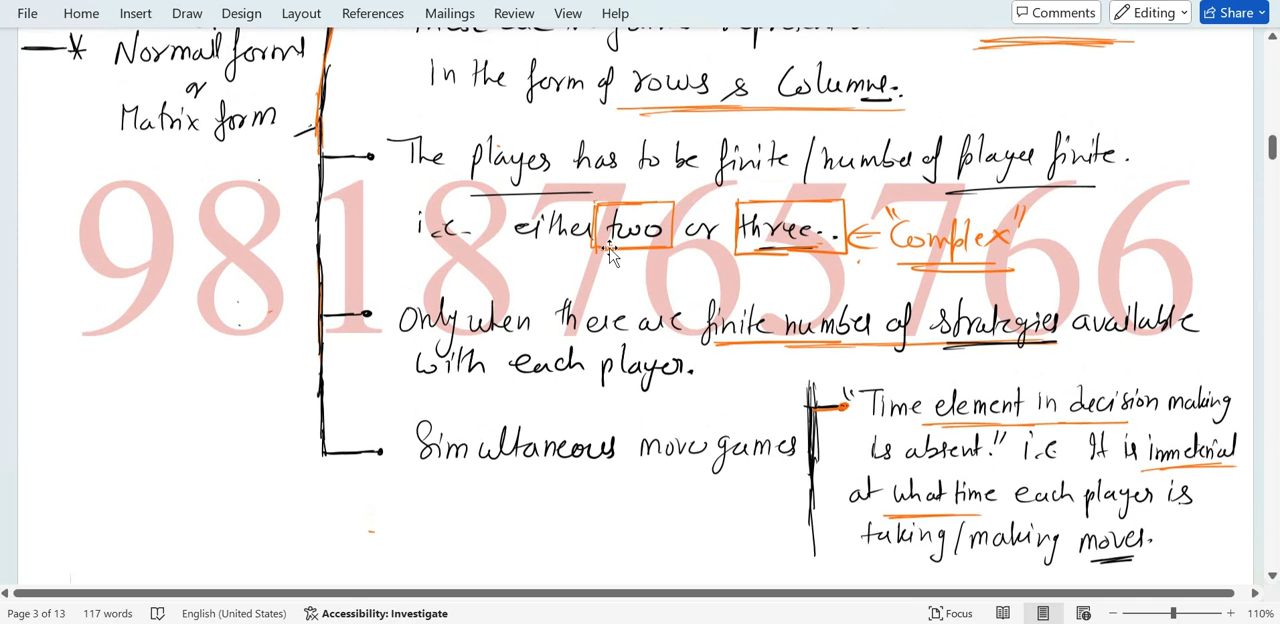 File Home Insert Draw Design Layout References Mailings Review View Help Comments Editing Share
Normal form
or
Matrix form
In the form of rows & Columns.
The players has to be finite / number of player finite.
i.e. either two or three.. "Complex"
9818765766
Only when there are finite number of strategies available
with each player.
Simultaneous move games
"Time element in decision making
is absent." i.e It is immaterial
at what time each player is
taking/making moves.
Page 3 of 13 117 words English (United States) Accessibility: Investigate Focus 110%